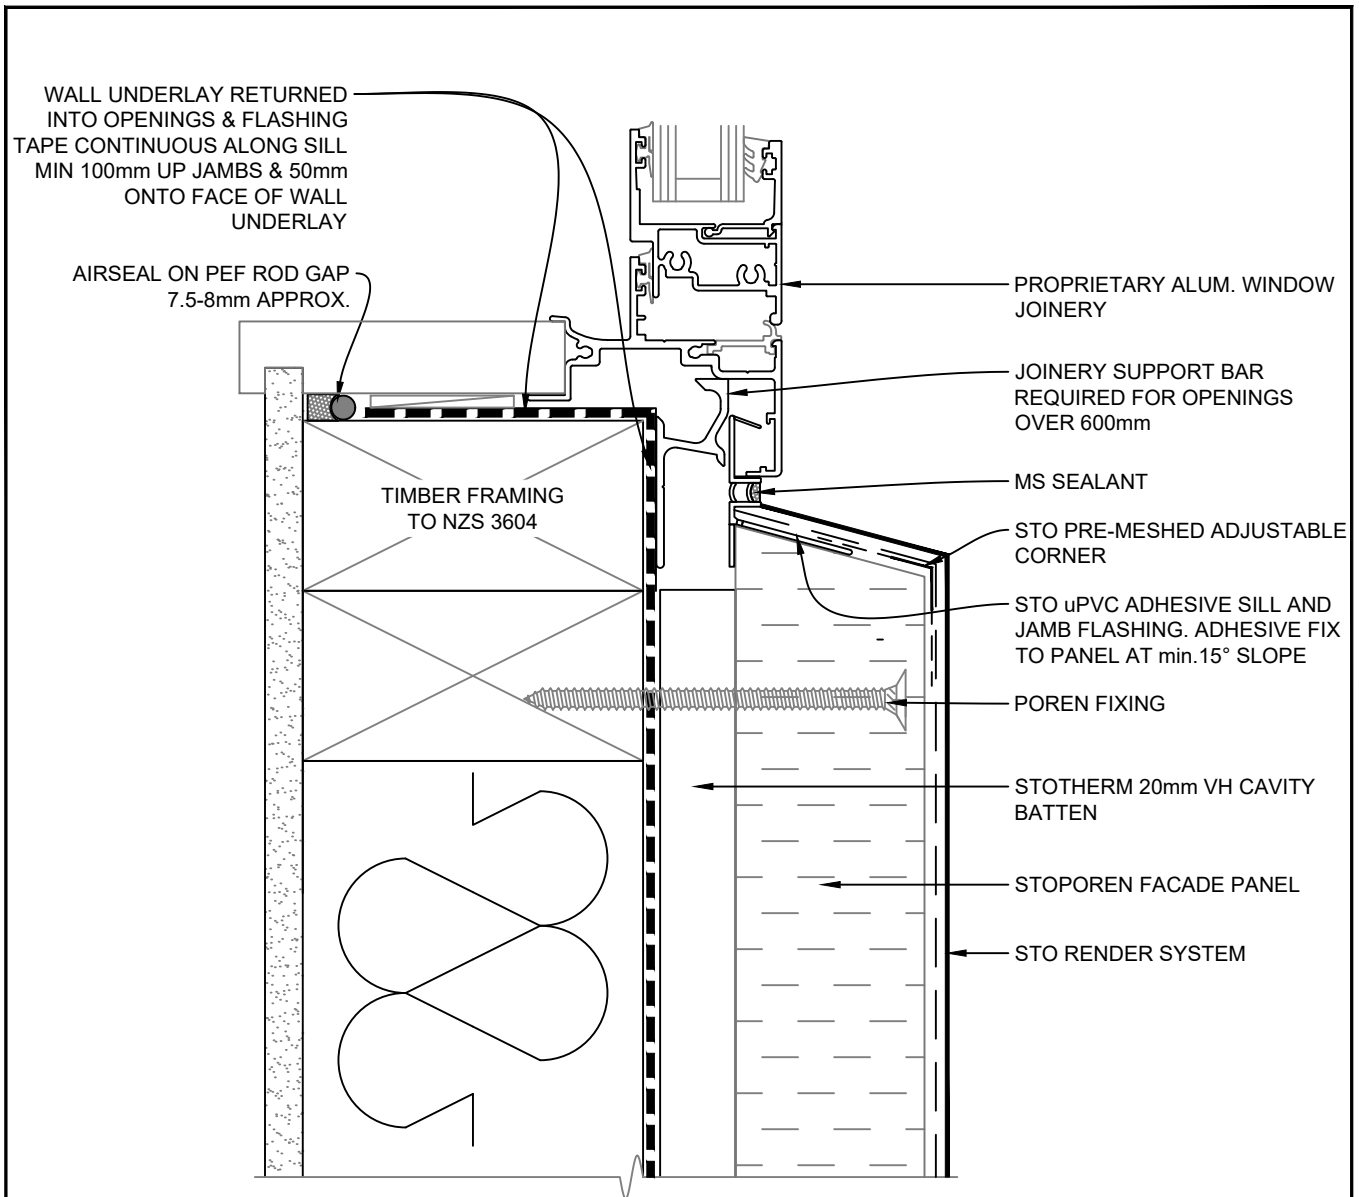 WALL UNDERLAY RETURNED
INTO OPENINGS & FLASHING
TAPE CONTINUOUS ALONG SILL
MIN 100mm UP JAMBS & 50mm
ONTO FACE OF WALL
UNDERLAY
AIRSEAL ON PEF ROD GAP
7.5-8mm APPROX.
TIMBER FRAMING
TO NZS 3604
PROPRIETARY ALUM. WINDOW
JOINERY
JOINERY SUPPORT BAR
REQUIRED FOR OPENINGS
OVER 600mm
MS SEALANT
STO PRE-MESHED ADJUSTABLE
CORNER
STO uPVC ADHESIVE SILL AND
JAMB FLASHING. ADHESIVE FIX
TO PANEL AT min.15° SLOPE
POREN FIXING
STOTHERM 20mm VH CAVITY
BATTEN
STOPOREN FACADE PANEL
STO RENDER SYSTEM